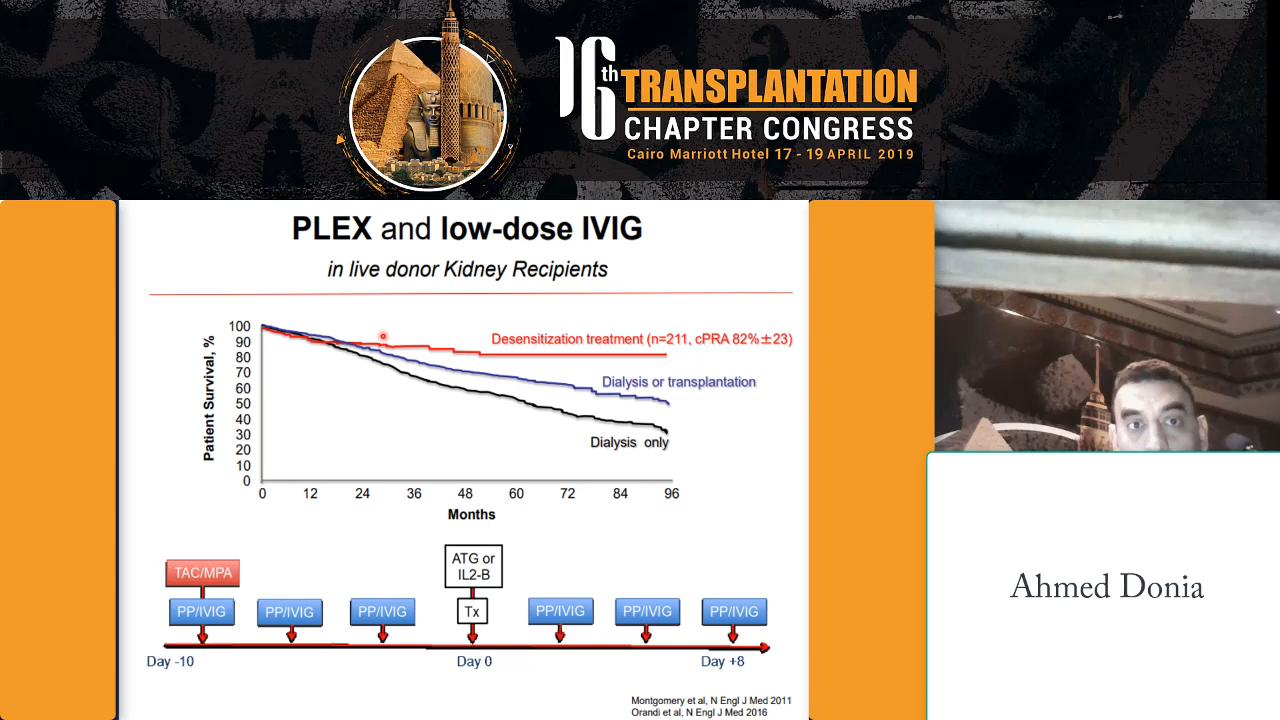 16th TRANSPLANTATION
CHAPTER CONGRESS
Cairo Marriott Hotel 17 - 19 APRIL 2019
PLEX and low-dose IVIG
in live donor Kidney Recipients
Patient Survival, %
100
90
80
70
60
50
40
30
20
10
0
Desensitization treatment (n=211, cPRA 82%±23)
Dialysis or transplantation
Dialysis only
0 12 24 36 48 60 72 84 96
Months
TAC/MPA
ATG or
IL2-B
PP/IVIG PP/IVIG PP/IVIG Tx PP/IVIG PP/IVIG PP/IVIG
Day -10 Day 0 Day +8
Montgomery et al, N Engl J Med 2011
Orandi et al, N Engl J Med 2016
Ahmed Donia